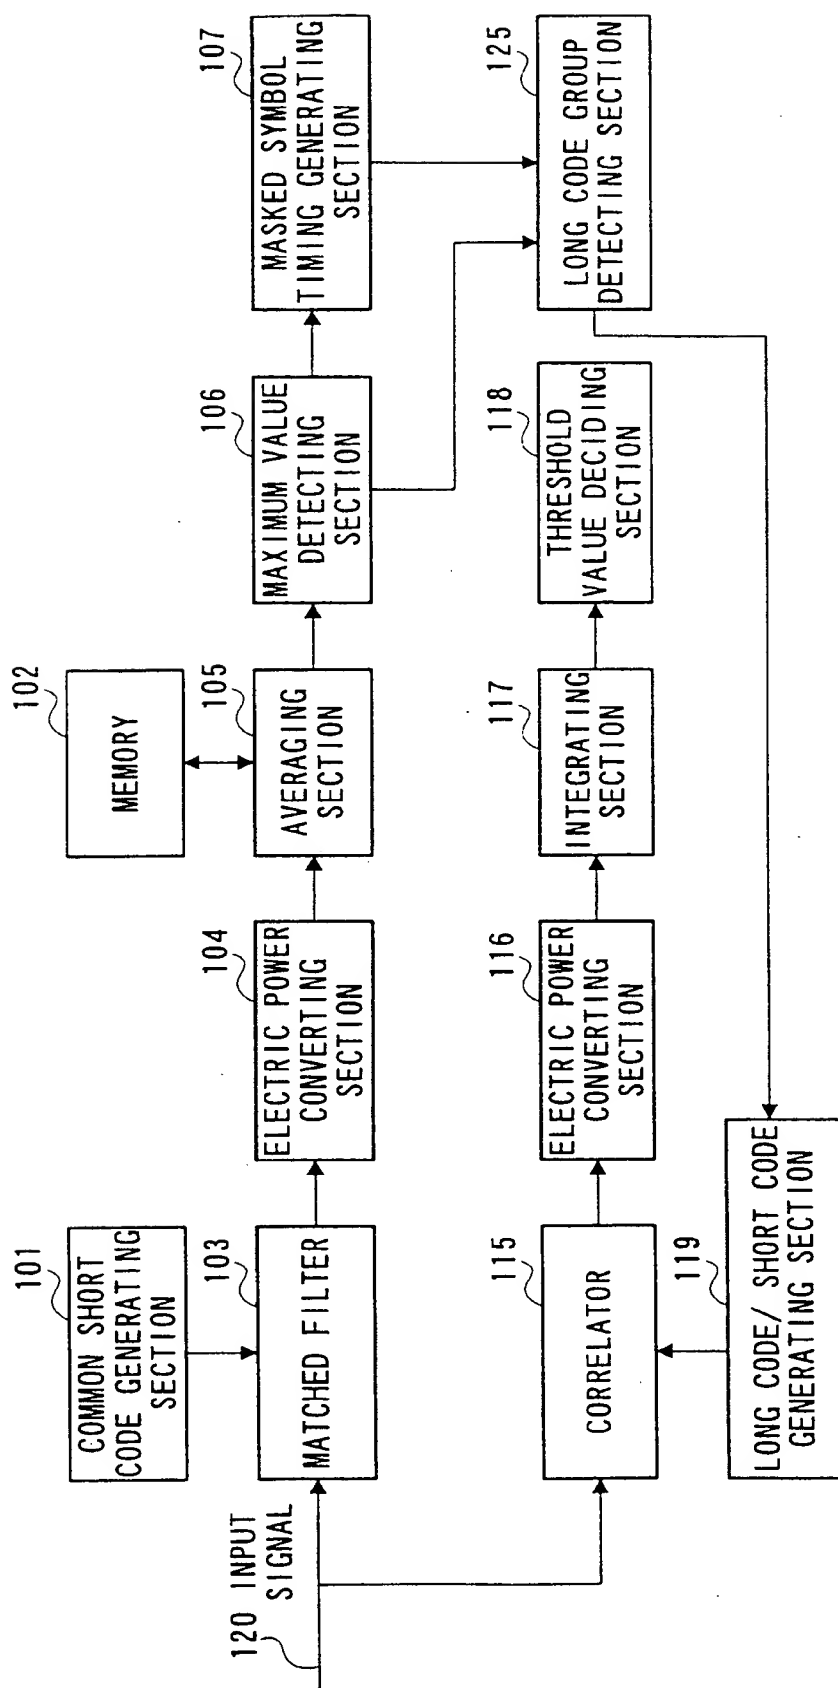 101
COMMON SHORT
CODE GENERATING
SECTION
102
MEMORY
120 INPUT
SIGNAL
103
MATCHED FILTER
104
ELECTRIC POWER
CONVERTING
SECTION
105
AVERAGING
SECTION
106
MAXIMUM VALUE
DETECTING
SECTION
107
MASKED SYMBOL
TIMING GENERATING
SECTION
115
CORRELATOR
116
ELECTRIC POWER
CONVERTING
SECTION
117
INTEGRATING
SECTION
118
THRESHOLD
VALUE DECIDING
SECTION
125
LONG CODE GROUP
DETECTING SECTION
119
LONG CODE/ SHORT CODE
GENERATING SECTION